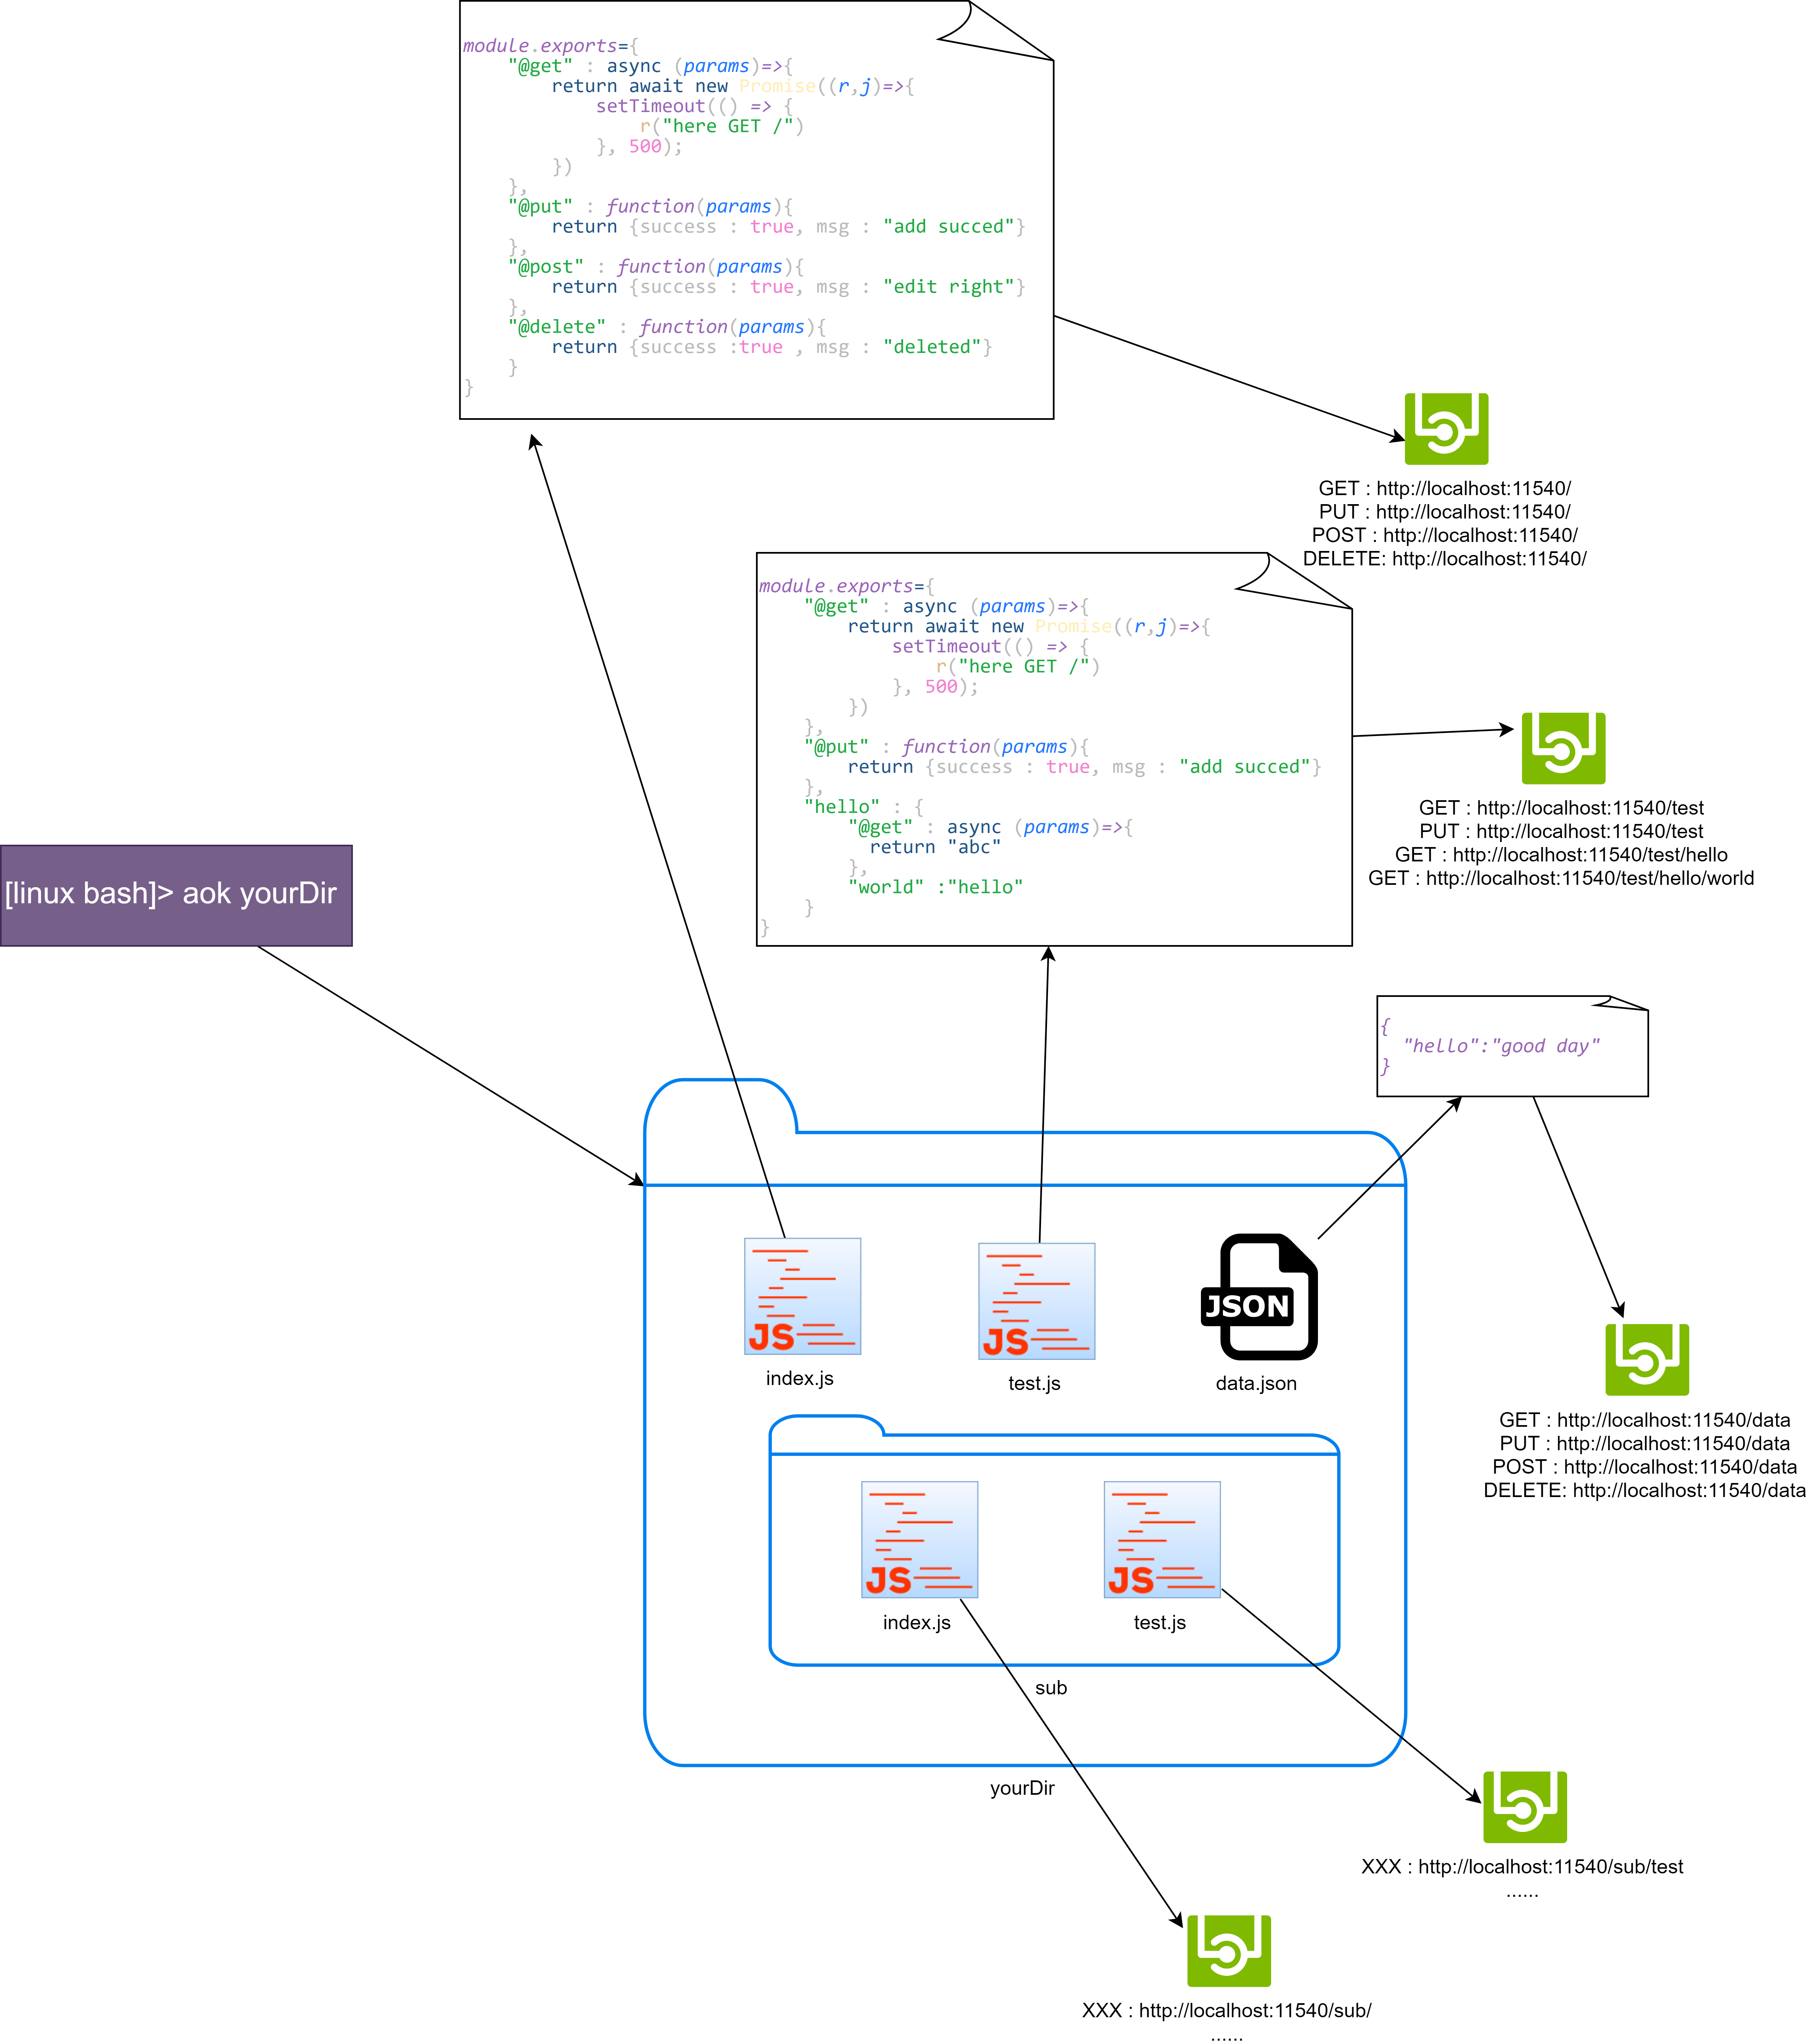 module.exports={
    "@get" : async (params)=>{
        return await new Promise((r,j)=>{
            setTimeout(() => {
                r("here GET /")
            }, 500);
        })
    },
    "@put" : function(params){
        return {success : true, msg : "add succed"}
    },
    "@post" : function(params){
        return {success : true, msg : "edit right"}
    },
    "@delete" : function(params){
        return {success :true , msg : "deleted"}
    }
}
GET : http://localhost:11540/
PUT : http://localhost:11540/
POST : http://localhost:11540/
DELETE: http://localhost:11540/
module.exports={
    "@get" : async (params)=>{
        return await new Promise((r,j)=>{
            setTimeout(() => {
                r("here GET /")
            }, 500);
        })
    },
    "@put" : function(params){
        return {success : true, msg : "add succed"}
    },
    "hello" : {
        "@get" : async (params)=>{
          return "abc"
        },
        "world" :"hello"
    }
}
GET : http://localhost:11540/test
PUT : http://localhost:11540/test
GET : http://localhost:11540/test/hello
GET : http://localhost:11540/test/hello/world
[linux bash]> aok yourDir
{
  "hello":"good day"
}
JS
JS
JSON
index.js
test.js
data.json
GET : http://localhost:11540/data
PUT : http://localhost:11540/data
POST : http://localhost:11540/data
DELETE: http://localhost:11540/data
JS
JS
index.js
test.js
sub
yourDir
XXX : http://localhost:11540/sub/test
......
XXX : http://localhost:11540/sub/
......